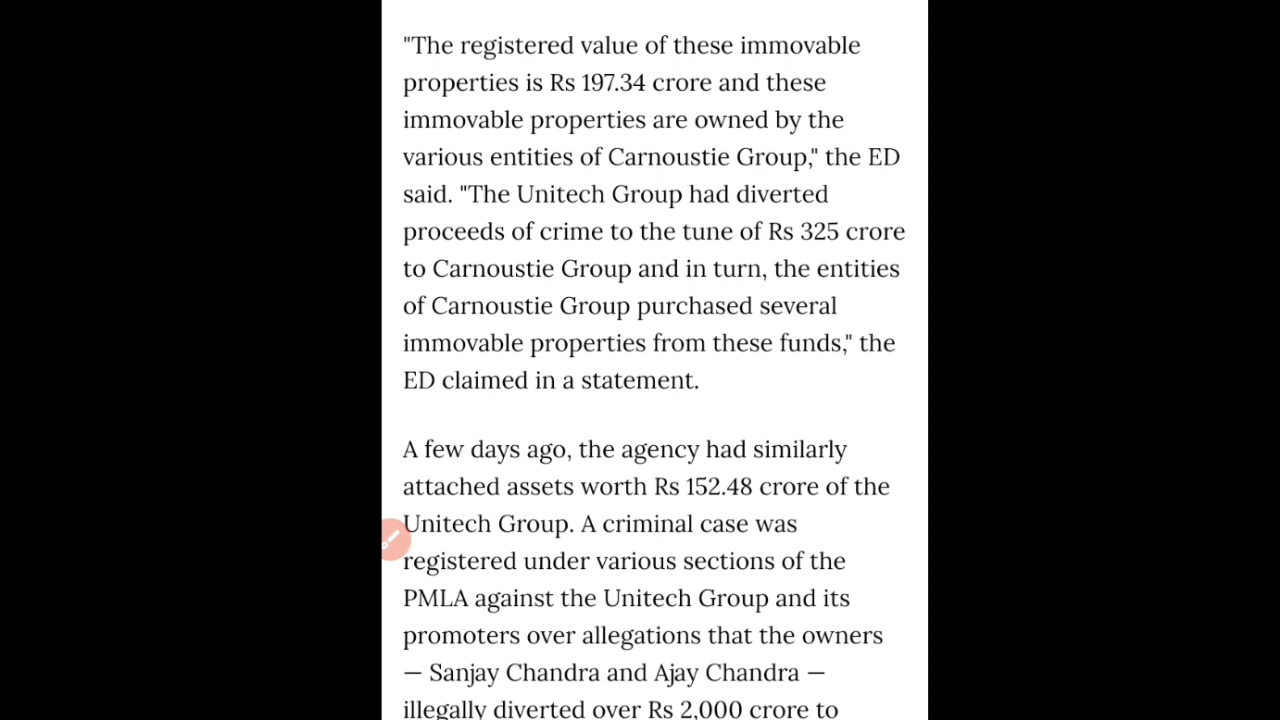 "The registered value of these immovable
properties is Rs 197.34 crore and these
immovable properties are owned by the
various entities of Carnoustie Group," the ED
said. "The Unitech Group had diverted
proceeds of crime to the tune of Rs 325 crore
to Carnoustie Group and in turn, the entities
of Carnoustie Group purchased several
immovable properties from these funds," the
ED claimed in a statement.
A few days ago, the agency had similarly
attached assets worth Rs 152.48 crore of the
Unitech Group. A criminal case was
registered under various sections of the
PMLA against the Unitech Group and its
promoters over allegations that the owners
— Sanjay Chandra and Ajay Chandra —
illegally diverted over Rs 2,000 crore to